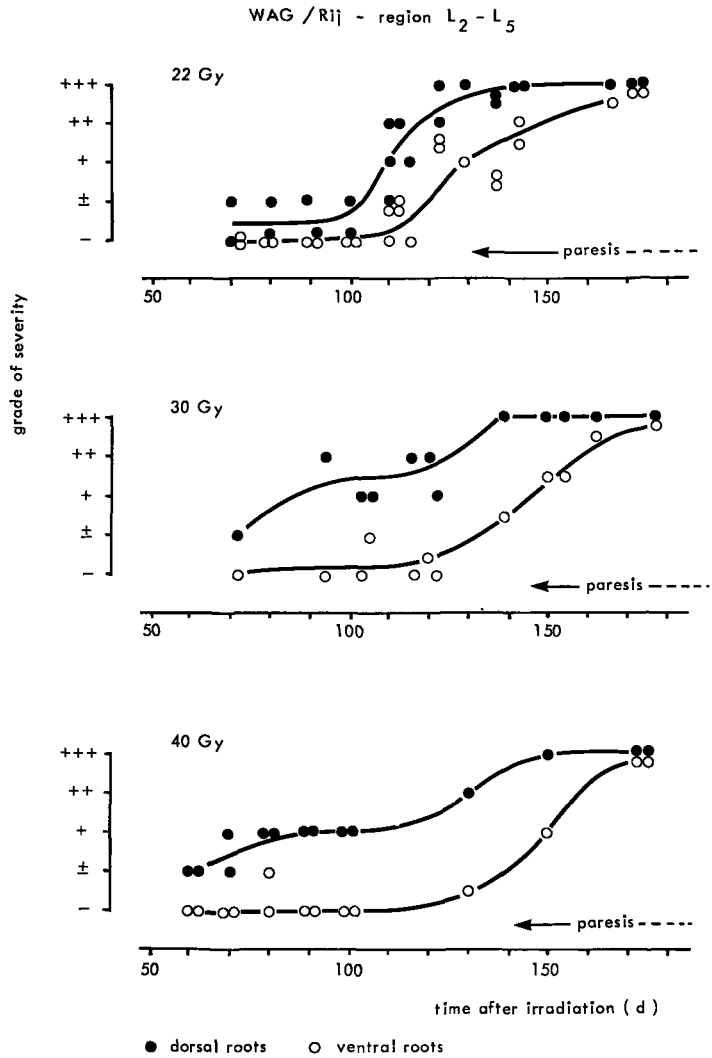 WAG / Rij - region L2 - L5
22 Gy
+++
++
+
±
−
paresis
50 100 150
grade of severity
30 Gy
+++
++
+
±
−
paresis
50 100 150
40 Gy
+++
++
+
±
−
paresis
50 100 150
time after irradiation ( d )
● dorsal roots ○ ventral roots